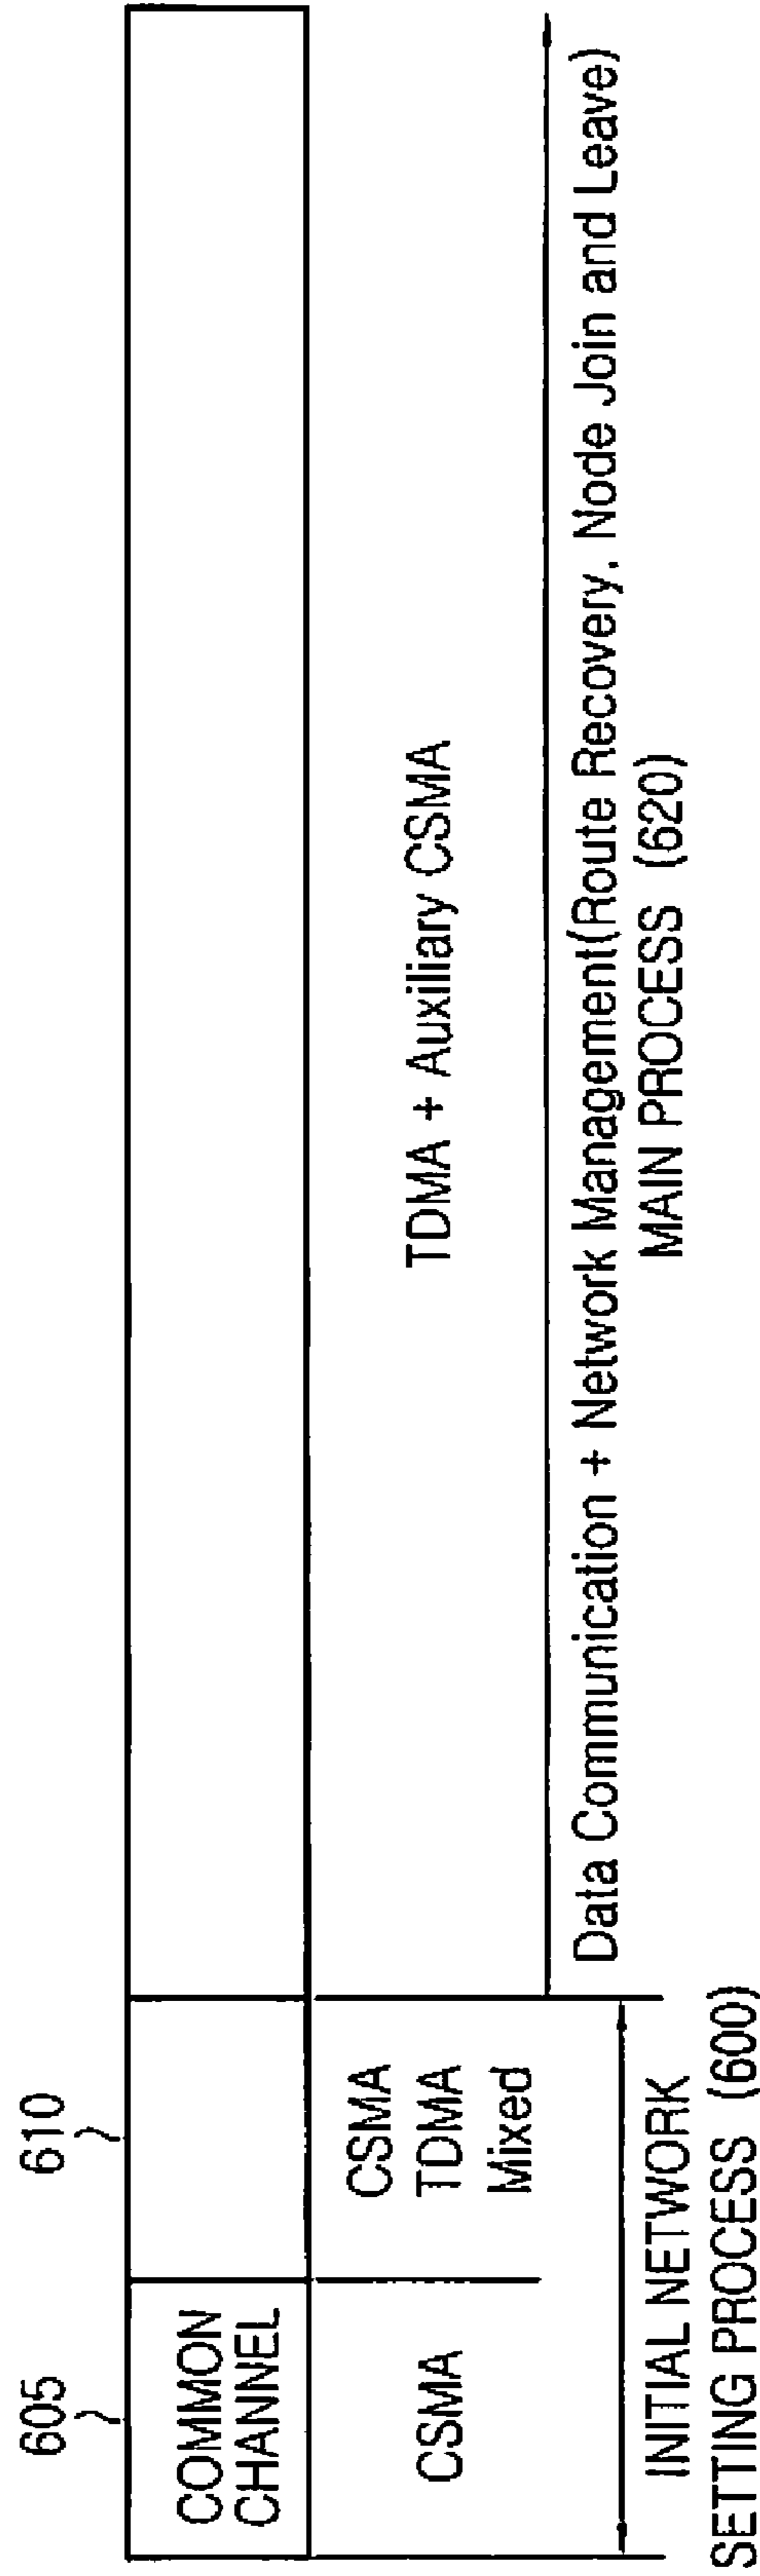 605
610
COMMON
CHANNEL
CSMA
CSMA
TDMA
Mixed
TDMA + Auxiliary CSMA
INITIAL NETWORK
SETTING PROCESS (600)
Data Communication + Network Management(Route Recovery, Node Join and Leave)
MAIN PROCESS (620)